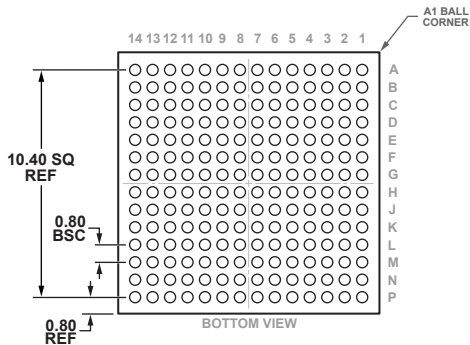 A1 BALL
CORNER
14 13 12 11 10 9 8 7 6 5 4 3 2 1
A
B
C
D
E
F
G
H
J
K
L
M
N
P
10.40 SQ
REF
0.80
BSC
0.80
REF
BOTTOM VIEW